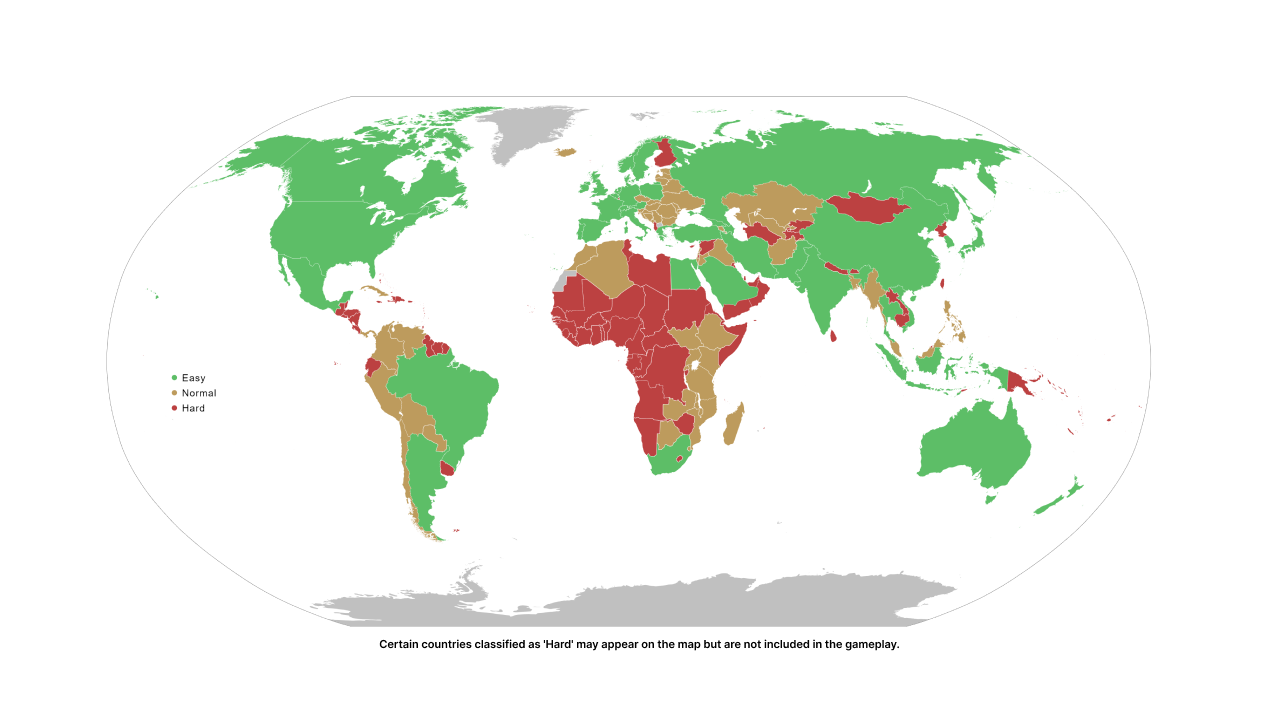 Easy
Normal
Hard
Certain countries classified as 'Hard' may appear on the map but are not included in the gameplay.